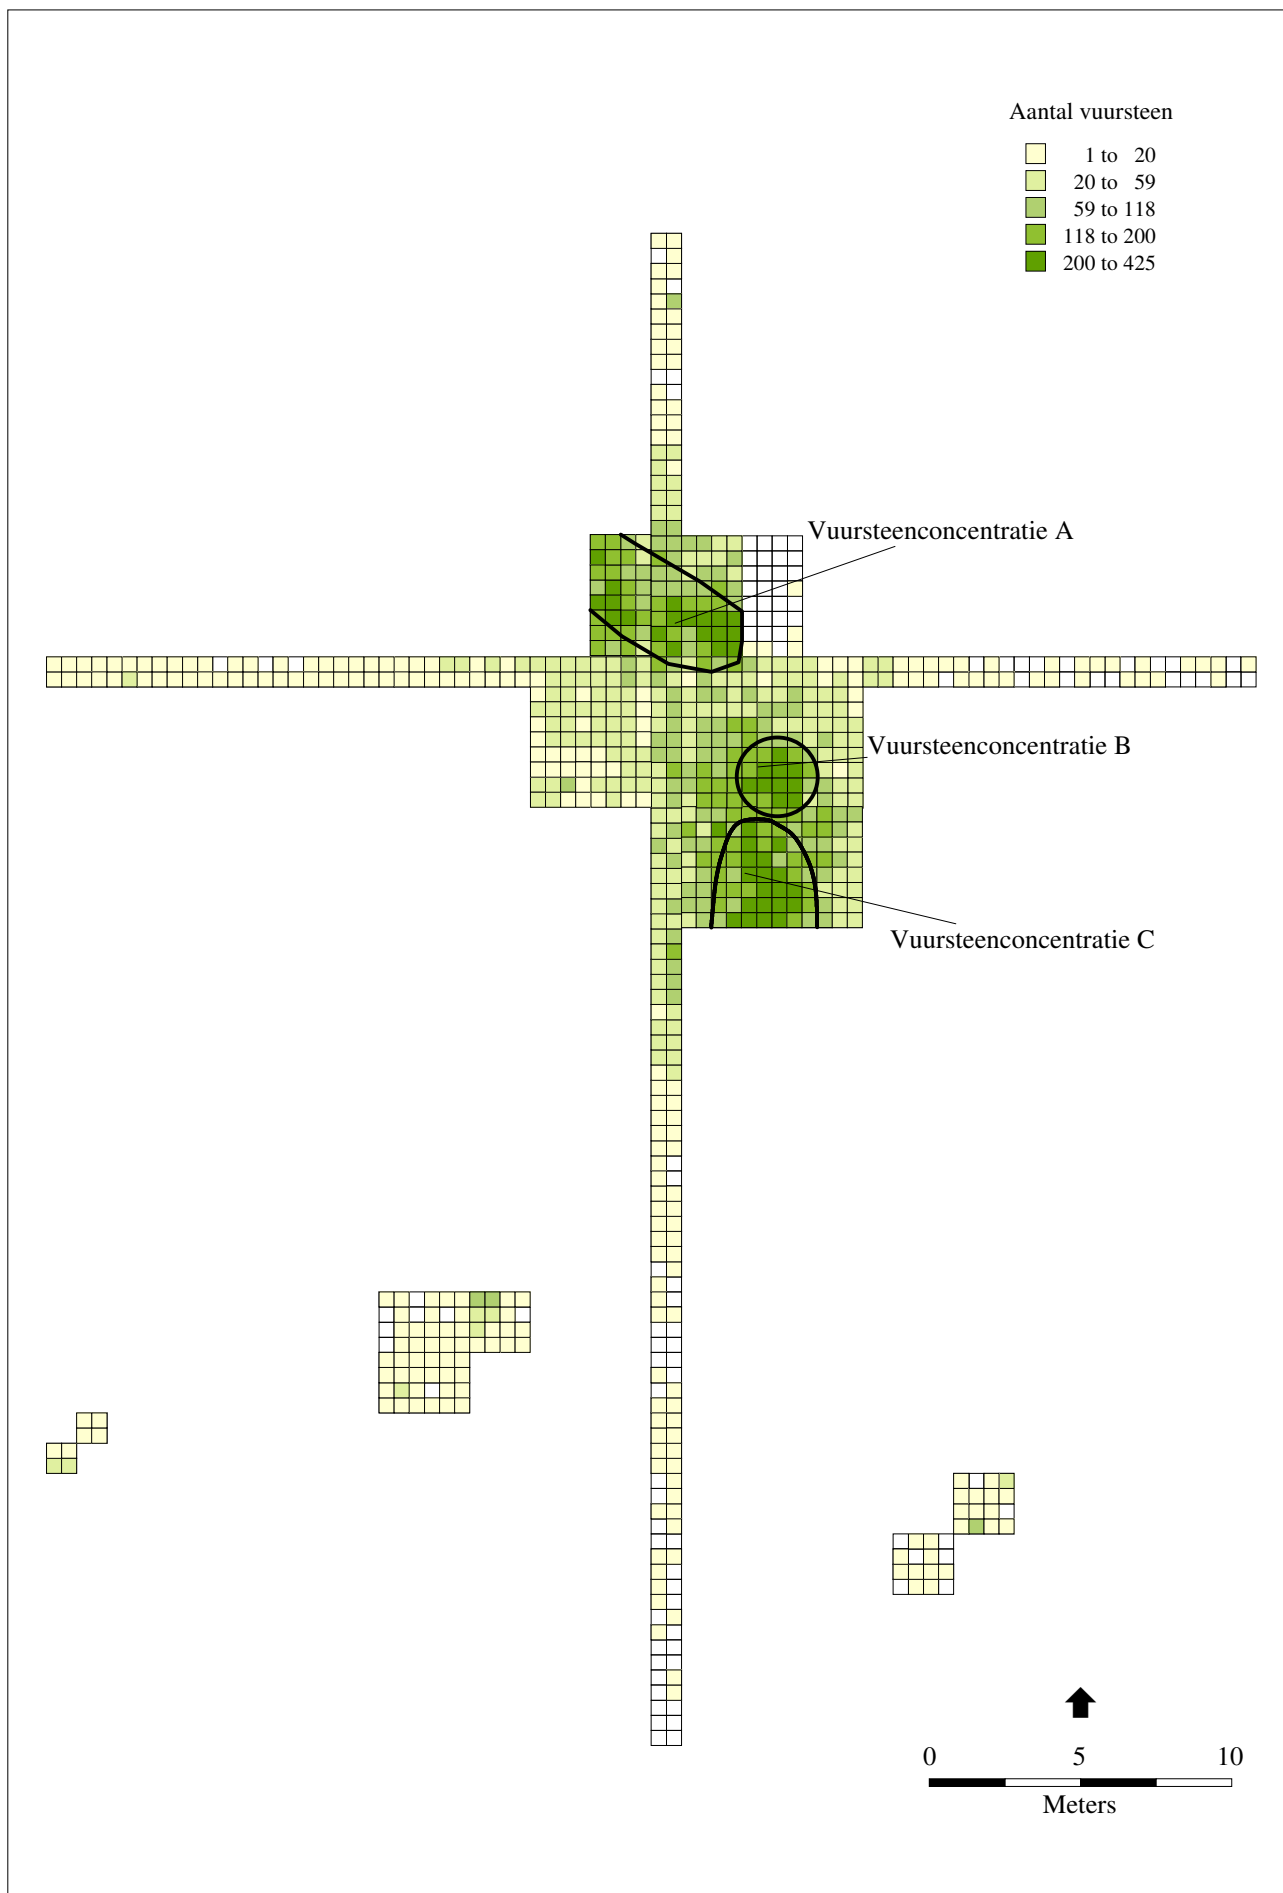 Aantal vuursteen
1 to 20
20 to 59
59 to 118
118 to 200
200 to 425
Vuursteenconcentratie A
Vuursteenconcentratie B
Vuursteenconcentratie C
0 5 10
Meters